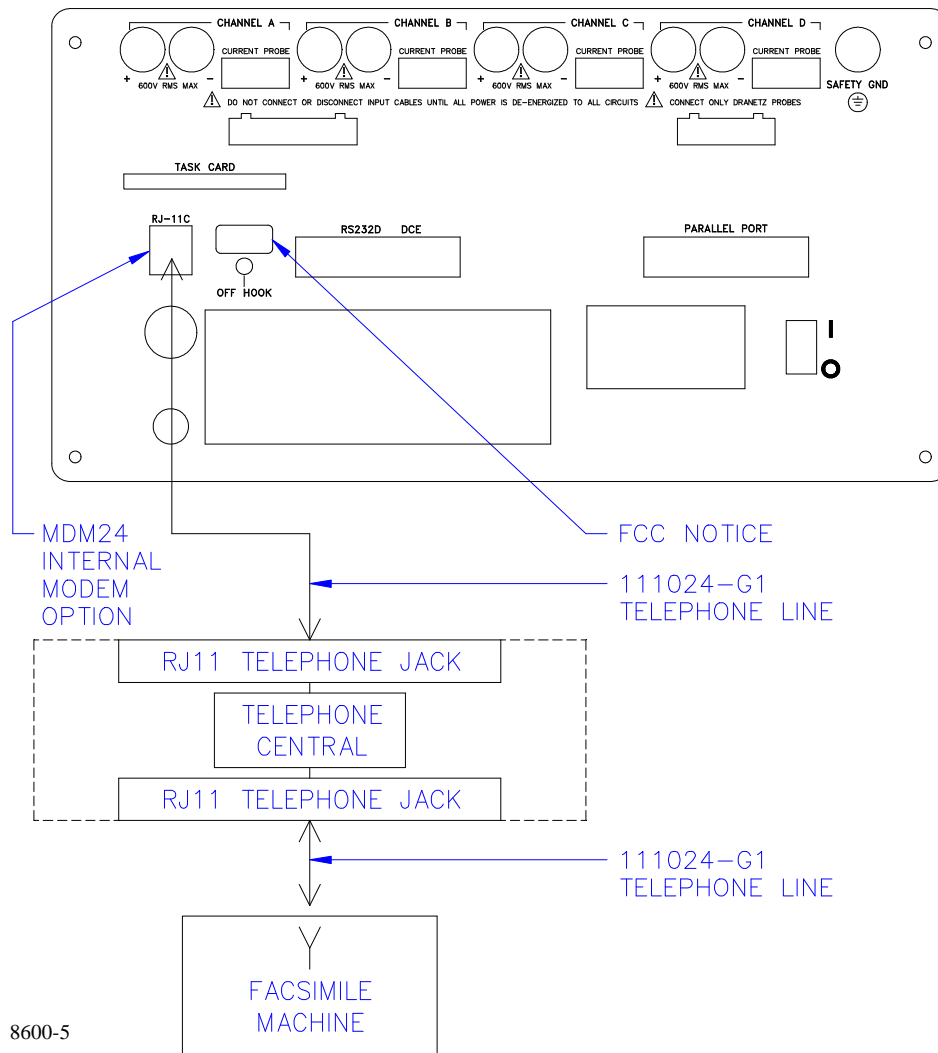 CHANNEL A
CHANNEL B
CHANNEL C
CHANNEL D
CURRENT PROBE
CURRENT PROBE
CURRENT PROBE
CURRENT PROBE
+ -
+ -
+ -
+ -
600V RMS MAX
600V RMS MAX
600V RMS MAX
600V RMS MAX
SAFETY GND
DO NOT CONNECT OR DISCONNECT INPUT CABLES UNTIL ALL POWER IS DE-ENERGIZED TO ALL CIRCUITS
CONNECT ONLY DRANETZ PROBES
TASK CARD
RJ-11C
RS232D DCE
PARALLEL PORT
OFF HOOK
MDM24
INTERNAL
MODEM
OPTION
FCC NOTICE
111024-G1
TELEPHONE LINE
RJ11 TELEPHONE JACK
TELEPHONE
CENTRAL
RJ11 TELEPHONE JACK
111024-G1
TELEPHONE LINE
FACSIMILE
MACHINE
8600-5